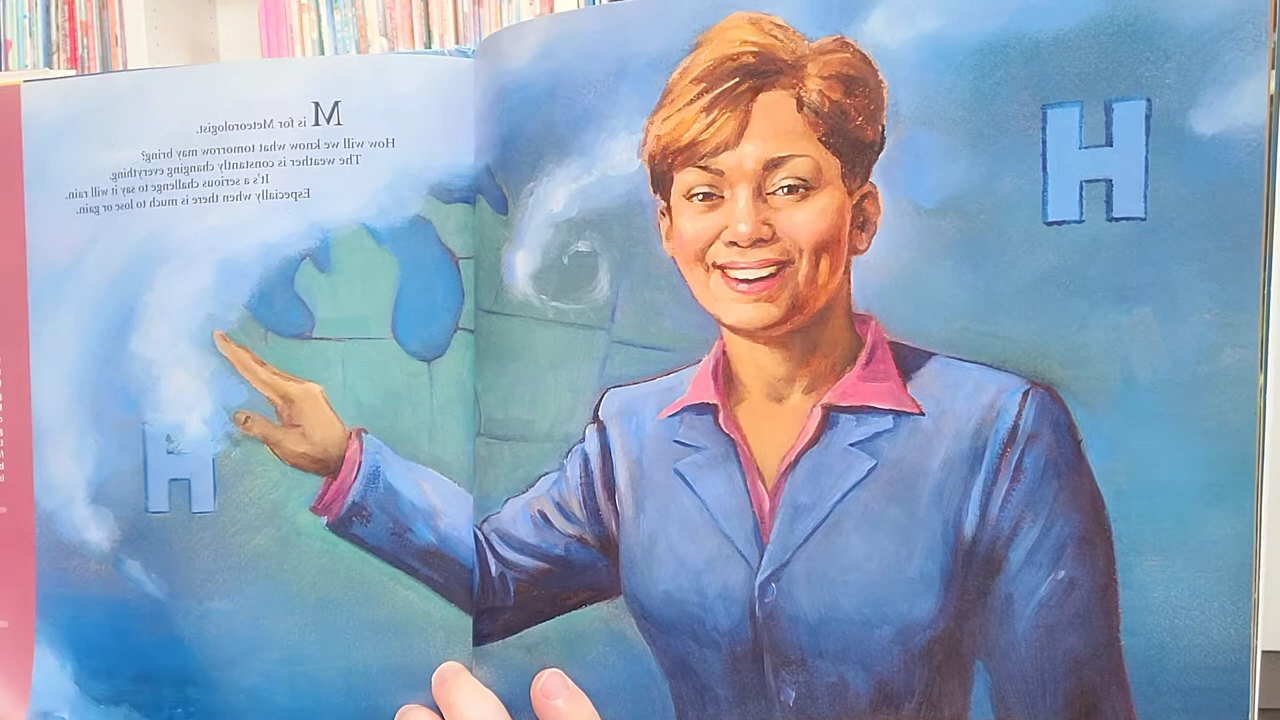 M is for Meteorologist.
How will we know what tomorrow may bring?
The weather is constantly changing everything.
It's a serious challenge to say it will rain.
Especially when there is much to lose or gain.
H
H